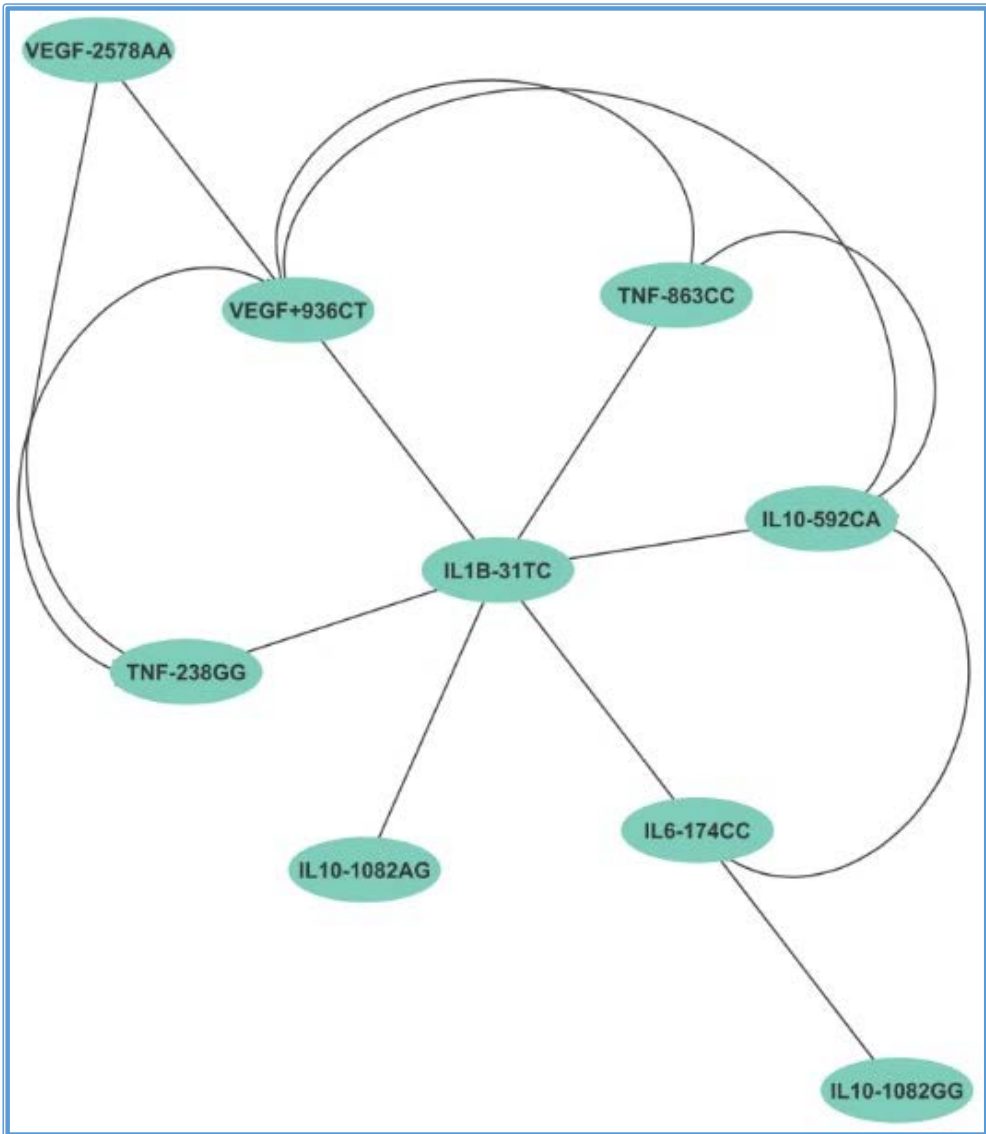 VEGF-2578AA
VEGF+936CT
TNF-863CC
IL10-592CA
IL1B-31TC
TNF-238GG
IL6-174CC
IL10-1082AG
IL10-1082GG